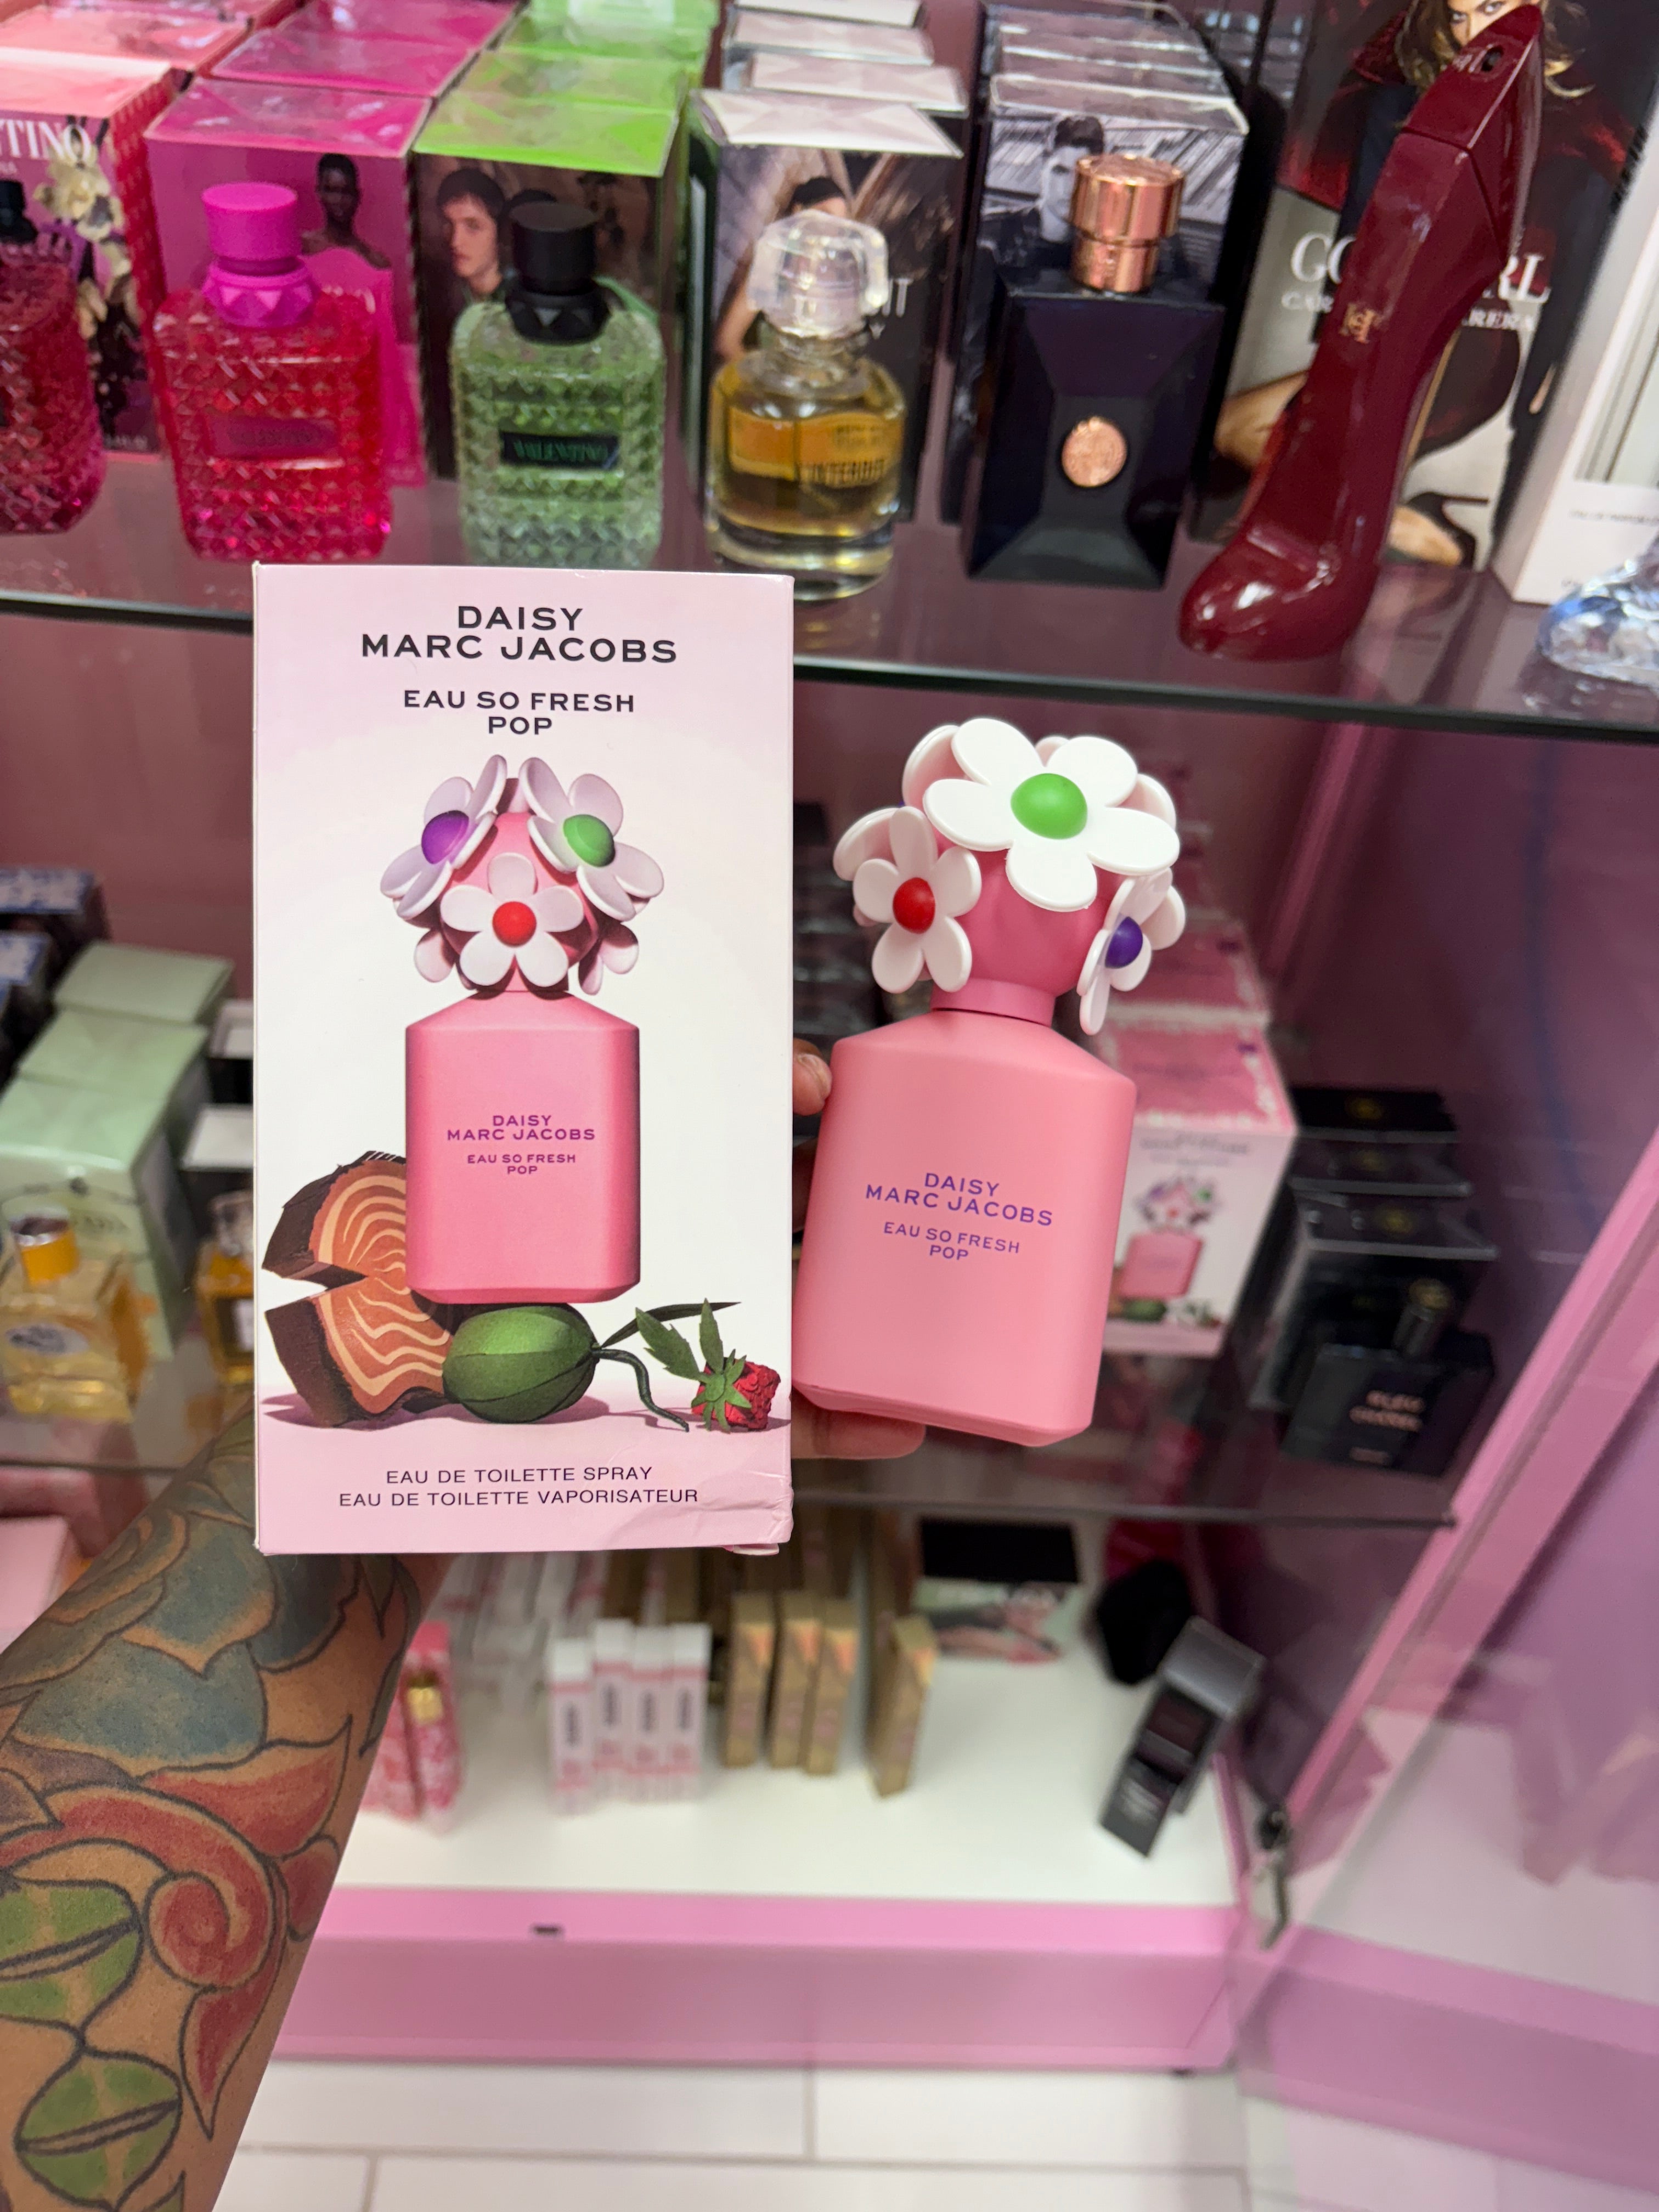 VALENTINO
DAISY
MARC JACOBS
EAU SO FRESH
POP
DAISY
MARC JACOBS
EAU SO FRESH
POP
EAU DE TOILETTE SPRAY
EAU DE TOILETTE VAPORISATEUR
DAISY
MARC JACOBS
EAU SO FRESH
POP